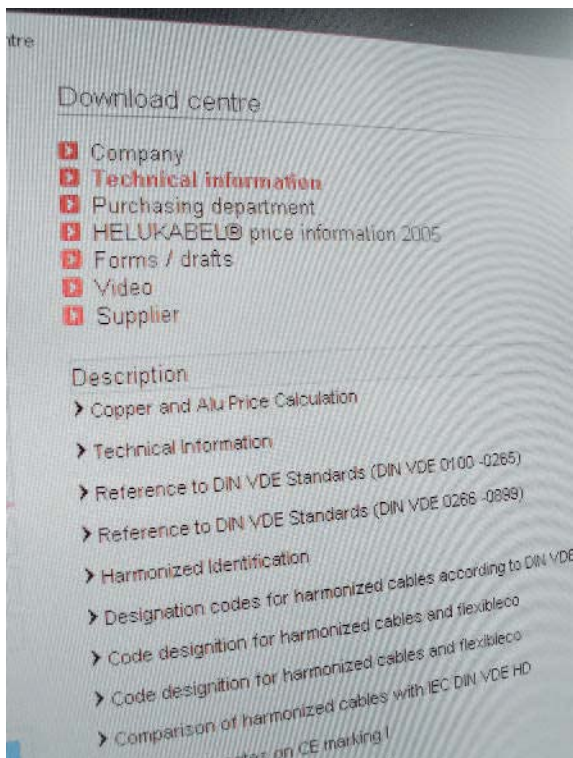 Download centre
Company
Technical information
Purchasing department
HELUKABEL® price information 2005
Forms / drafts
Video
Supplier
Description
Copper and Alu Price Calculation
Technical Information
Reference to DIN VDE Standards (DIN VDE 0100 -0265)
Reference to DIN VDE Standards (DIN VDE 0266 -0899)
Harmonized Identification
Designation codes for harmonized cables according to DIN VDE
Code designition for harmonized cables and flexibleco
Code designition for harmonized cables and flexibleco
Comparison of harmonized cables with IEC DIN VDE HD
on CE marking I